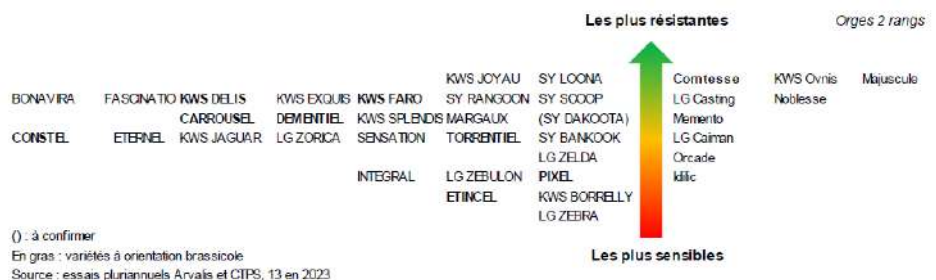 Les plus résistantes Orges 2 rangs
KWS JOYAU SY LOONA Comtesse KWS Ovnis Majuscule
BONAVIRA FASCINATIO KWS DELIS KWS EXQUIS KWS FARO SY RANGOON SY SCOOP LG Casting Noblesse
CARROUSEL DEMENTIEL KWS SPLENDIS MARGAUX (SY DAKOOTA) Memento
CONSTEL ETERNEL KWS JAGUAR LG ZORICA SENSATION TORRENTIEL SY BANKOOK LG Caiman
LG ZELDA Orcade
INTEGRAL LG ZEBULON PIXEL Idilic
ETINCEL KWS BORRELLY
LG ZEBRA
() : à confirmer
En gras : variétés à orientation brassicole Les plus sensibles
Source : essais pluriannuels Arvalis et CTPS, 13 en 2023